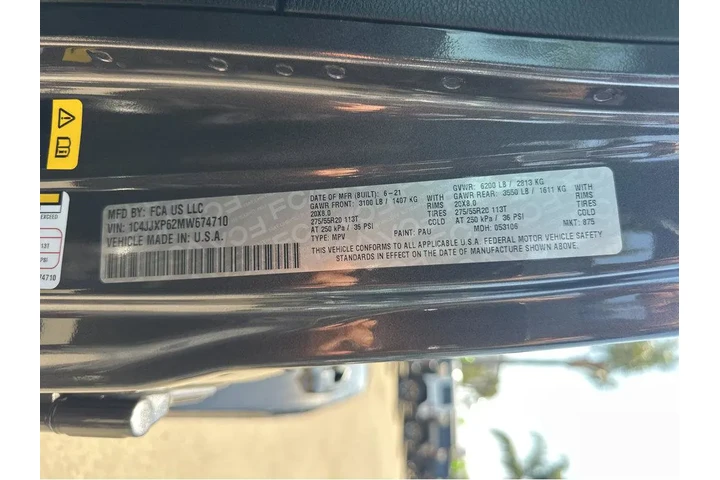 MFD BY: FCA US LLC
VIN: 1C4JJXP62MW574710
VEHICLE MADE IN U.S.A.
DATE OF MFR (BUILT): 6-21
GAWR FRONT: 3100 LB / 1407 KG WITH
20X8.0 RIMS
275/55R20 113T TIRES
AT 250 kPa / 36 PSI
TYPE: MPV PAINT: PAU
GVWR: 6200 LB / 2813 KG
GAWR REAR: 3550 LB / 1611 KG WITH
20X8.0 RIMS
275/55R20 113T TIRES
AT 250 kPa / 36 PSI
MDH: 053106 MKT: 875
THIS VEHICLE CONFORMS TO ALL APPLICABLE U.S.A. FEDERAL MOTOR VEHICLE SAFETY
STANDARDS IN EFFECT ON THE DATE OF MANUFACTURE SHOWN ABOVE.
13T
PSI
74710